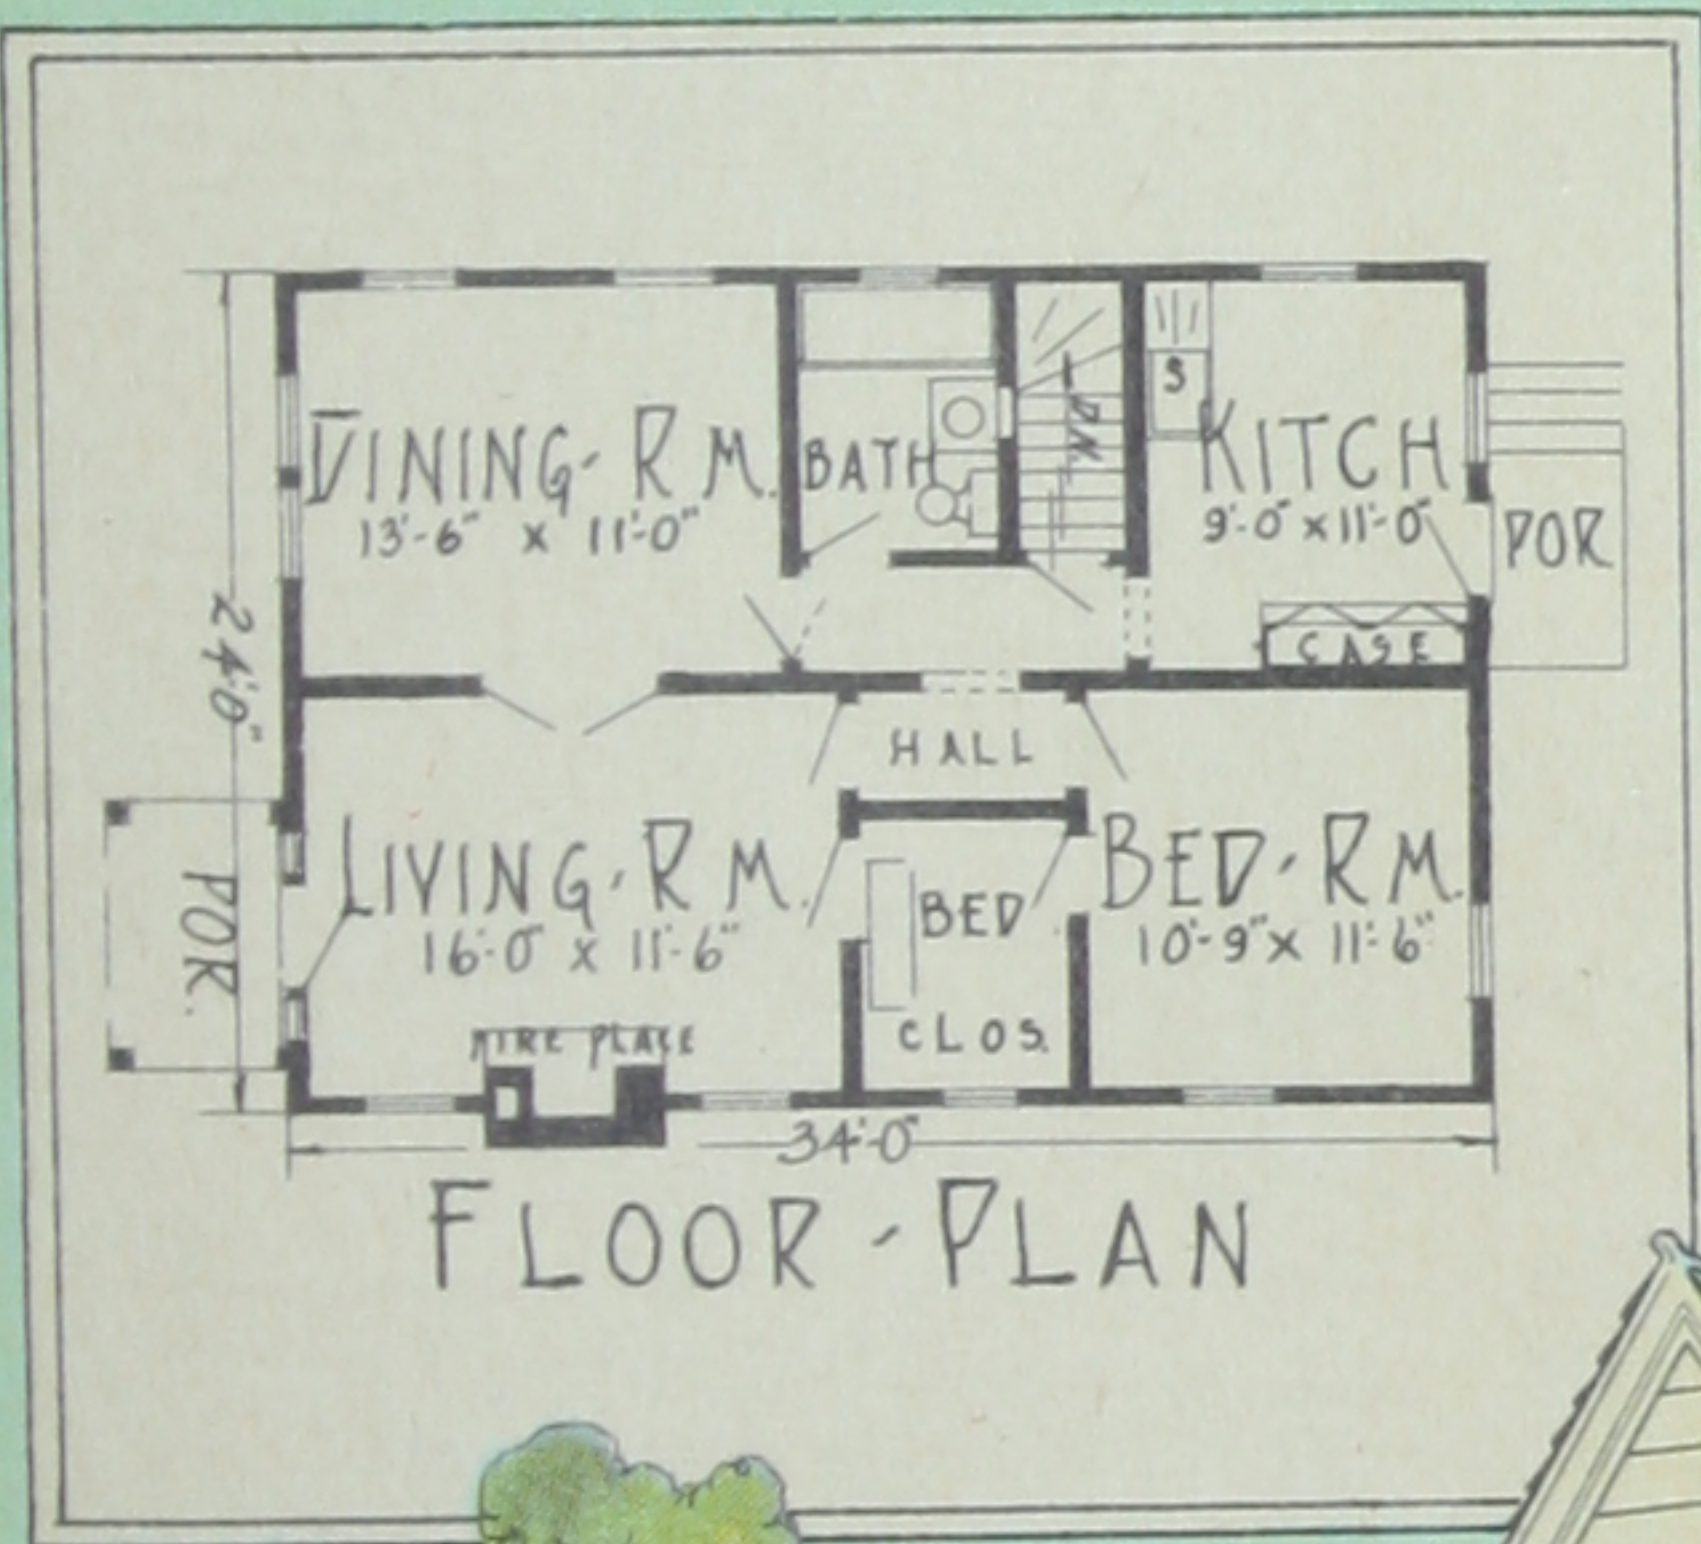 DINING-RM.
13'-6" x 11'-0"
BATH
DN.
S
KITCH
9'-0" x 11'-0"
POR
CASE
24'-0"
HALL
POR.
LIVING-RM.
16'-0" x 11'-6"
BED
CLOS.
BED-RM.
10'-9" x 11'-6"
FIRE PLACE
34'-0"
FLOOR-PLAN